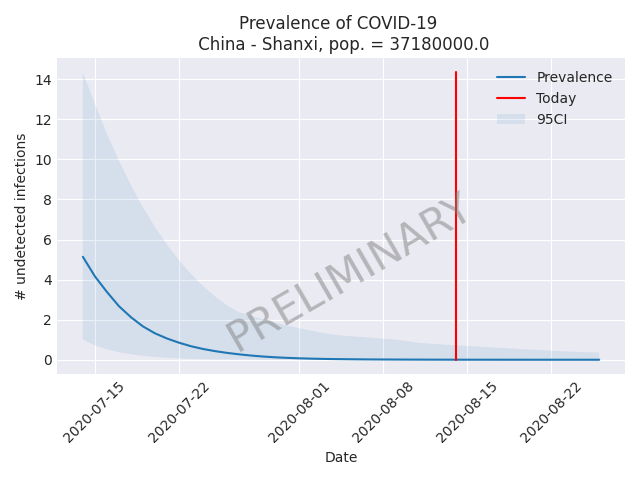 Prevalence of COVID-19
China - Shanxi, pop. = 37180000.0
14
12
10
8
6
4
2
0
# undetected infections
Prevalence
Today
95CI
PRELIMINARY
2020-07-15
2020-07-22
2020-08-01
2020-08-08
2020-08-15
2020-08-22
Date